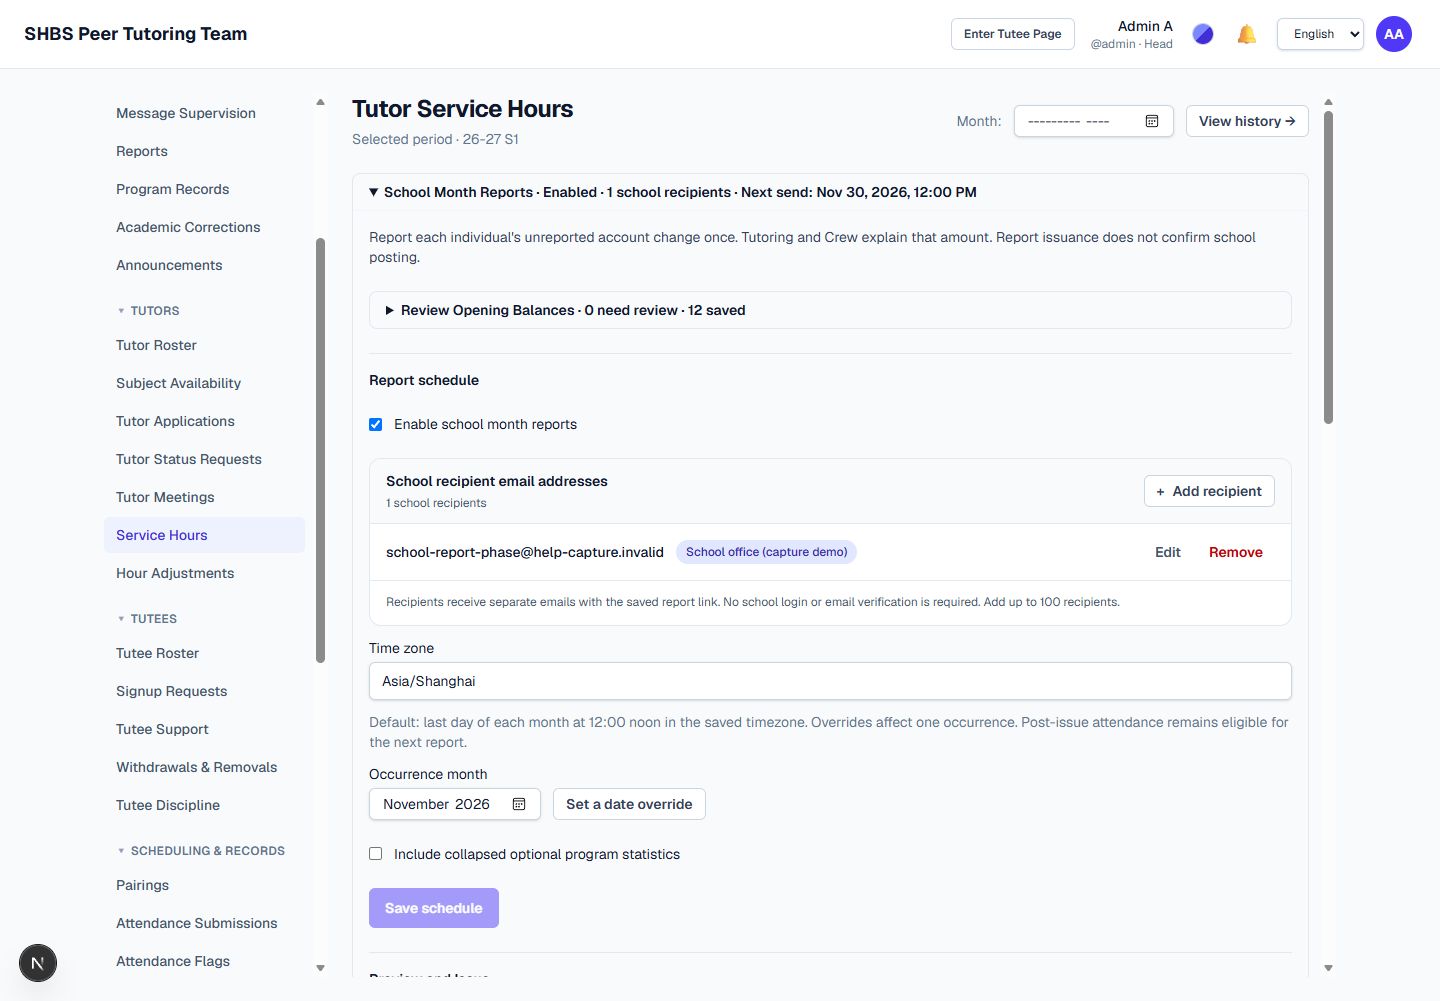 SHBS Peer Tutoring Team
Enter Tutee Page
Admin A
@admin · Head
English
AA
Message Supervision
Reports
Program Records
Academic Corrections
Announcements
TUTORS
Tutor Roster
Subject Availability
Tutor Applications
Tutor Status Requests
Tutor Meetings
Service Hours
Hour Adjustments
TUTEES
Tutee Roster
Signup Requests
Tutee Support
Withdrawals & Removals
Tutee Discipline
SCHEDULING & RECORDS
Pairings
Attendance Submissions
Attendance Flags
N
Tutor Service Hours
Selected period · 26-27 S1
Month:
--------- ----
View history →
School Month Reports · Enabled · 1 school recipients · Next send: Nov 30, 2026, 12:00 PM
Report each individual's unreported account change once. Tutoring and Crew explain that amount. Report issuance does not confirm school
posting.
Review Opening Balances · 0 need review · 12 saved
Report schedule
Enable school month reports
School recipient email addresses
1 school recipients
+ Add recipient
school-report-phase@help-capture.invalid
School office (capture demo)
Edit
Remove
Recipients receive separate emails with the saved report link. No school login or email verification is required. Add up to 100 recipients.
Time zone
Asia/Shanghai
Default: last day of each month at 12:00 noon in the saved timezone. Overrides affect one occurrence. Post-issue attendance remains eligible for
the next report.
Occurrence month
November 2026
Set a date override
Include collapsed optional program statistics
Save schedule